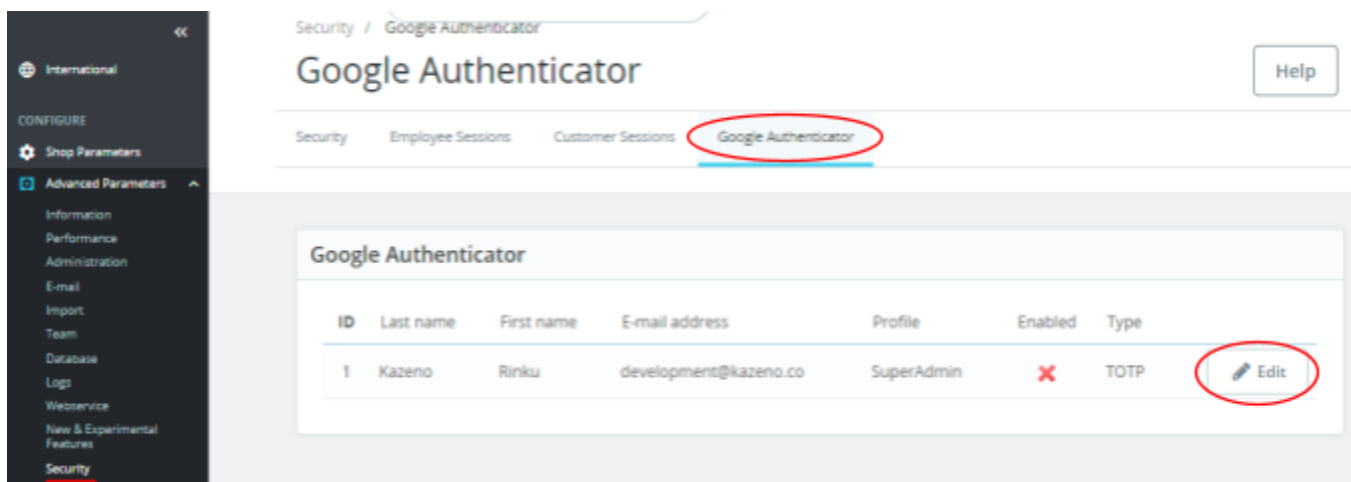 «
International
CONFIGURE
Shop Parameters
Advanced Parameters
Information
Performance
Administration
E-mail
Import
Team
Database
Logs
Webservice
New & Experimental
Features
Security
Security / Google Authenticator
Google Authenticator
Help
Security Employee Sessions Customer Sessions Google Authenticator
Google Authenticator
ID Last name First name E-mail address Profile Enabled Type
1 Kazeno Rinku development@kazeno.co SuperAdmin TOTP Edit